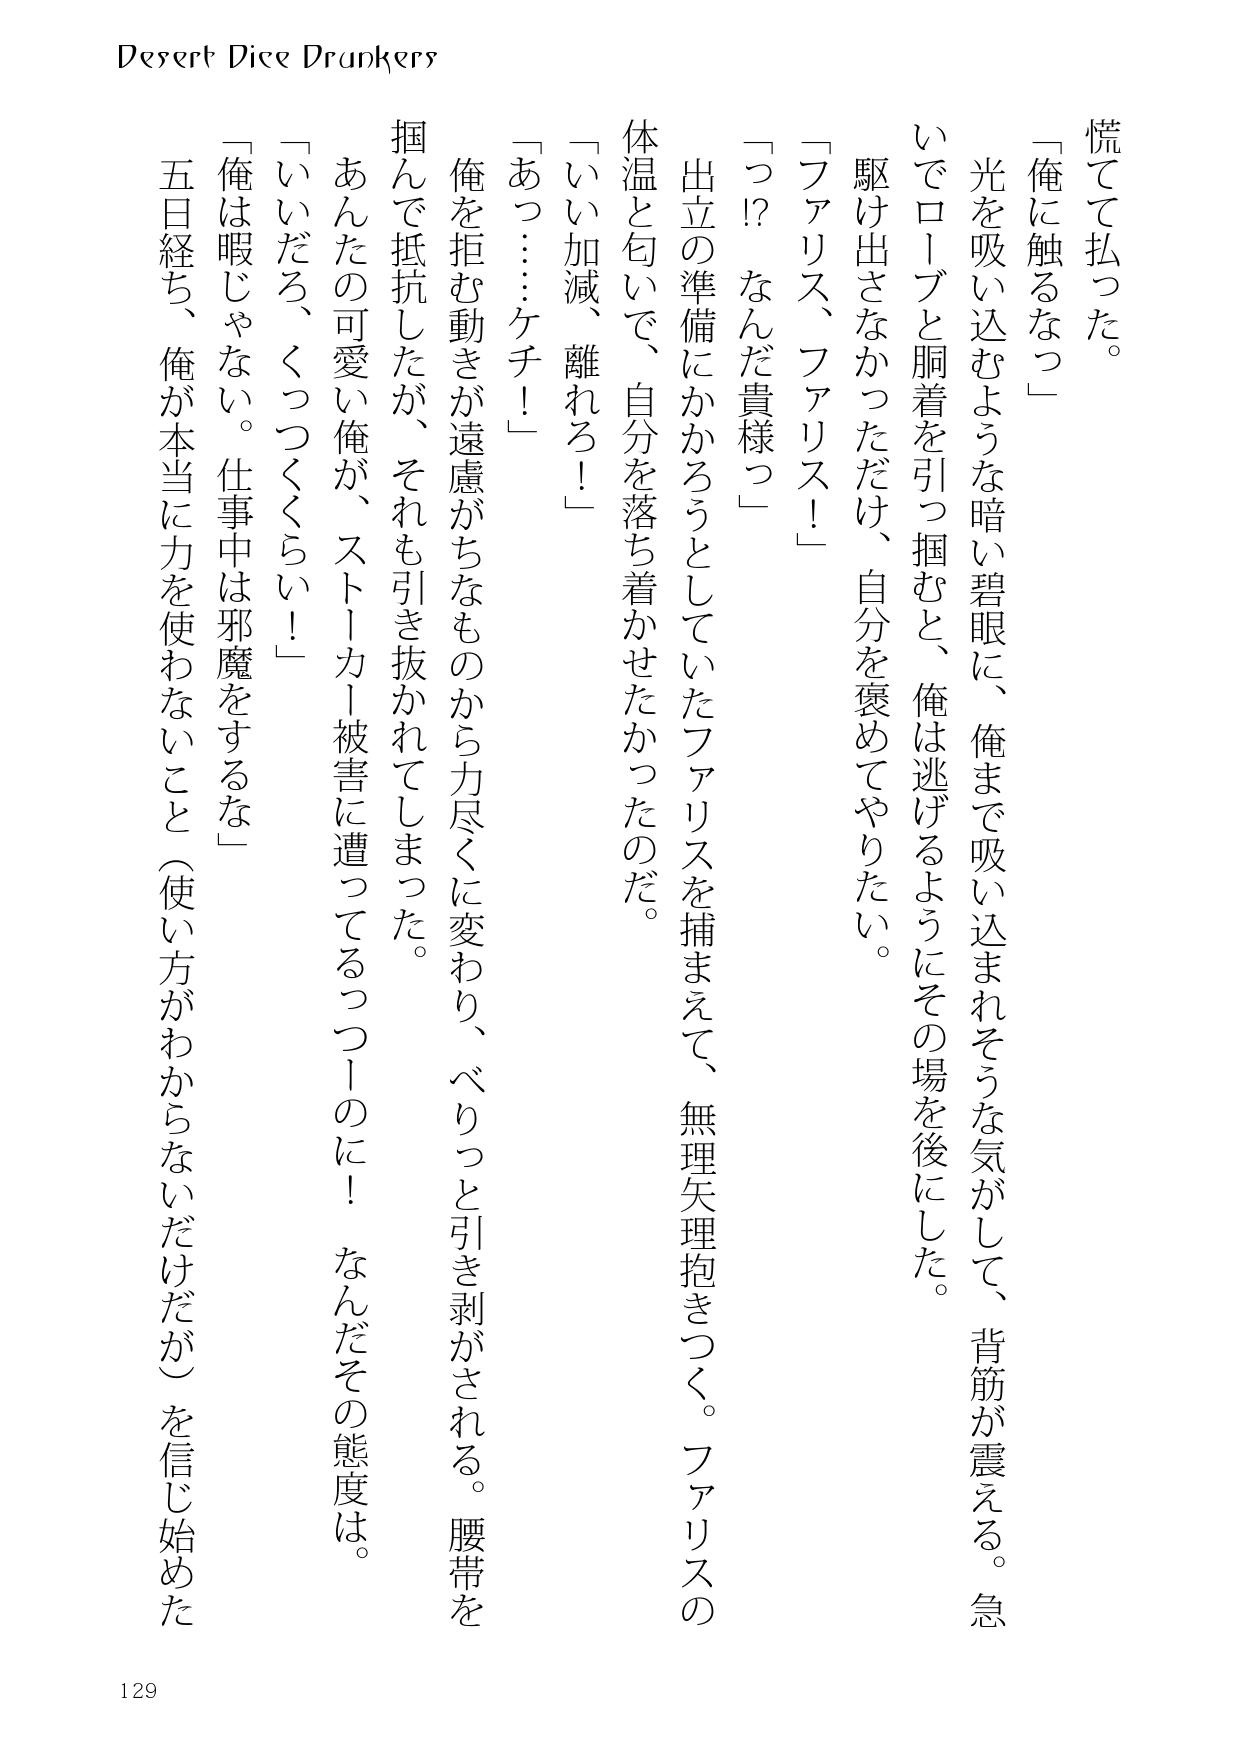 Desert Dice Drunkers
慌てて払った。
「俺に触るなっ」
　光を吸い込むような暗い碧眼に、俺まで吸い込まれそうな気がして、背筋が震える。急
いでローブと胴着を引っ掴むと、俺は逃げるようにその場を後にした。
　駆け出さなかっただけ、自分を褒めてやりたい。
「ファリス、ファリス！」
「っ!?　なんだ貴様っ」
　出立の準備にかかろうとしていたファリスを捕まえて、無理矢理抱きつく。ファリスの
体温と匂いで、自分を落ち着かせたかったのだ。
「いい加減、離れろ！」
「あっ……ケチ！」
　俺を拒む動きが遠慮がちなものから力尽くに変わり、べりっと引き剥がされる。腰帯を
掴んで抵抗したが、それも引き抜かれてしまった。
　あんたの可愛い俺が、ストーカー被害に遭ってるっつーのに！　なんだその態度は。
「いいだろ、くっつくくらい！」
「俺は暇じゃない。仕事中は邪魔をするな」
　五日経ち、俺が本当に力を使わないこと（使い方がわからないだけだが）を信じ始めた
129